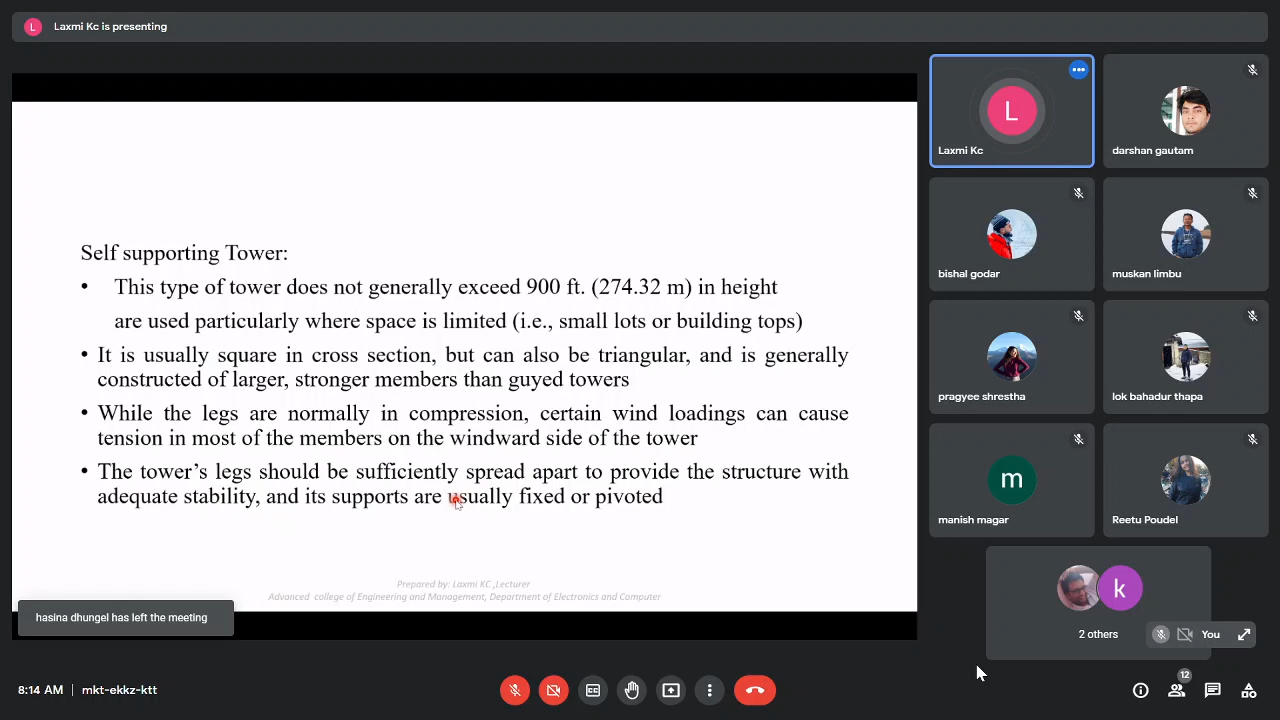 L
Laxmi Kc is presenting
Self supporting Tower:
• This type of tower does not generally exceed 900 ft. (274.32 m) in height
are used particularly where space is limited (i.e., small lots or building tops)
• It is usually square in cross section, but can also be triangular, and is generally
constructed of larger, stronger members than guyed towers
• While the legs are normally in compression, certain wind loadings can cause
tension in most of the members on the windward side of the tower
• The tower's legs should be sufficiently spread apart to provide the structure with
adequate stability, and its supports are usually fixed or pivoted
Prepared by: Laxmi KC ,Lecturer
Advanced college of Engineering and Management, Department of Electronics and Computer
hasina dhungel has left the meeting
L
Laxmi Kc
darshan gautam
bishal godar
muskan limbu
pragyee shrestha
lok bahadur thapa
m
manish magar
Reetu Poudel
k
2 others
You
8:14 AM | mkt-ekkz-ktt
CC
12